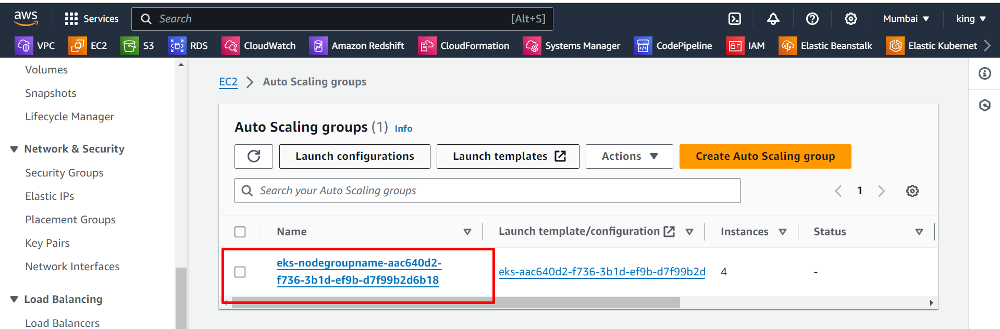 aws Services Search [Alt+S] Mumbai king
VPC EC2 S3 RDS CloudWatch Amazon Redshift CloudFormation Systems Manager CodePipeline IAM Elastic Beanstalk Elastic Kubernet
Volumes
Snapshots
Lifecycle Manager
Network & Security
Security Groups
Elastic IPs
Placement Groups
Key Pairs
Network Interfaces
Load Balancing
Load Balancers
EC2 Auto Scaling groups
Auto Scaling groups (1) Info
Launch configurations Launch templates Actions Create Auto Scaling group
Search your Auto Scaling groups 1
Name Launch template/configuration Instances Status
eks-nodegroupname-aac640d2-
f736-3b1d-ef9b-d7f99b2d6b18
eks-aac640d2-f736-3b1d-ef9b-d7f99b2d 4 -